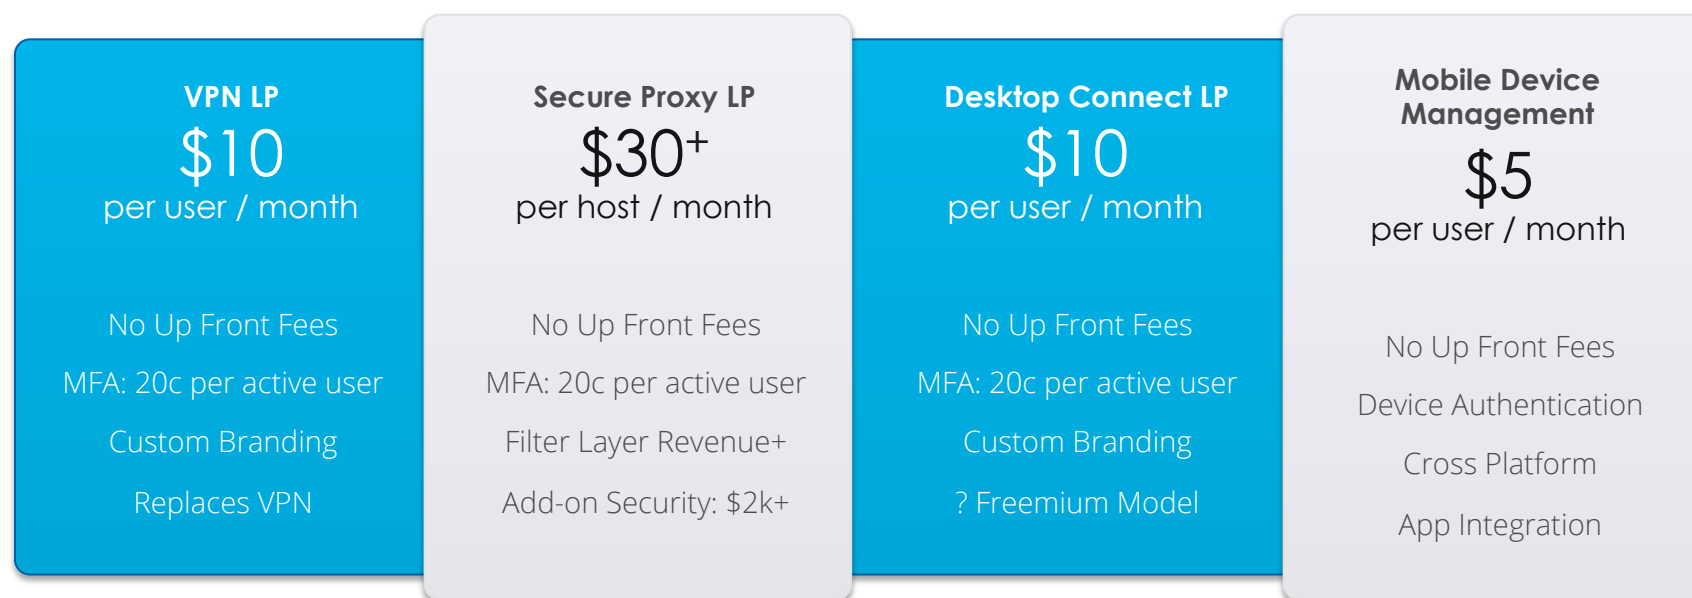 VPN LP
$10
per user / month
No Up Front Fees
MFA: 20c per active user
Custom Branding
Replaces VPN
Secure Proxy LP
$30+
per host / month
No Up Front Fees
MFA: 20c per active user
Filter Layer Revenue+
Add-on Security: $2k+
Desktop Connect LP
$10
per user / month
No Up Front Fees
MFA: 20c per active user
Custom Branding
? Freemium Model
Mobile Device
Management
$5
per user / month
No Up Front Fees
Device Authentication
Cross Platform
App Integration